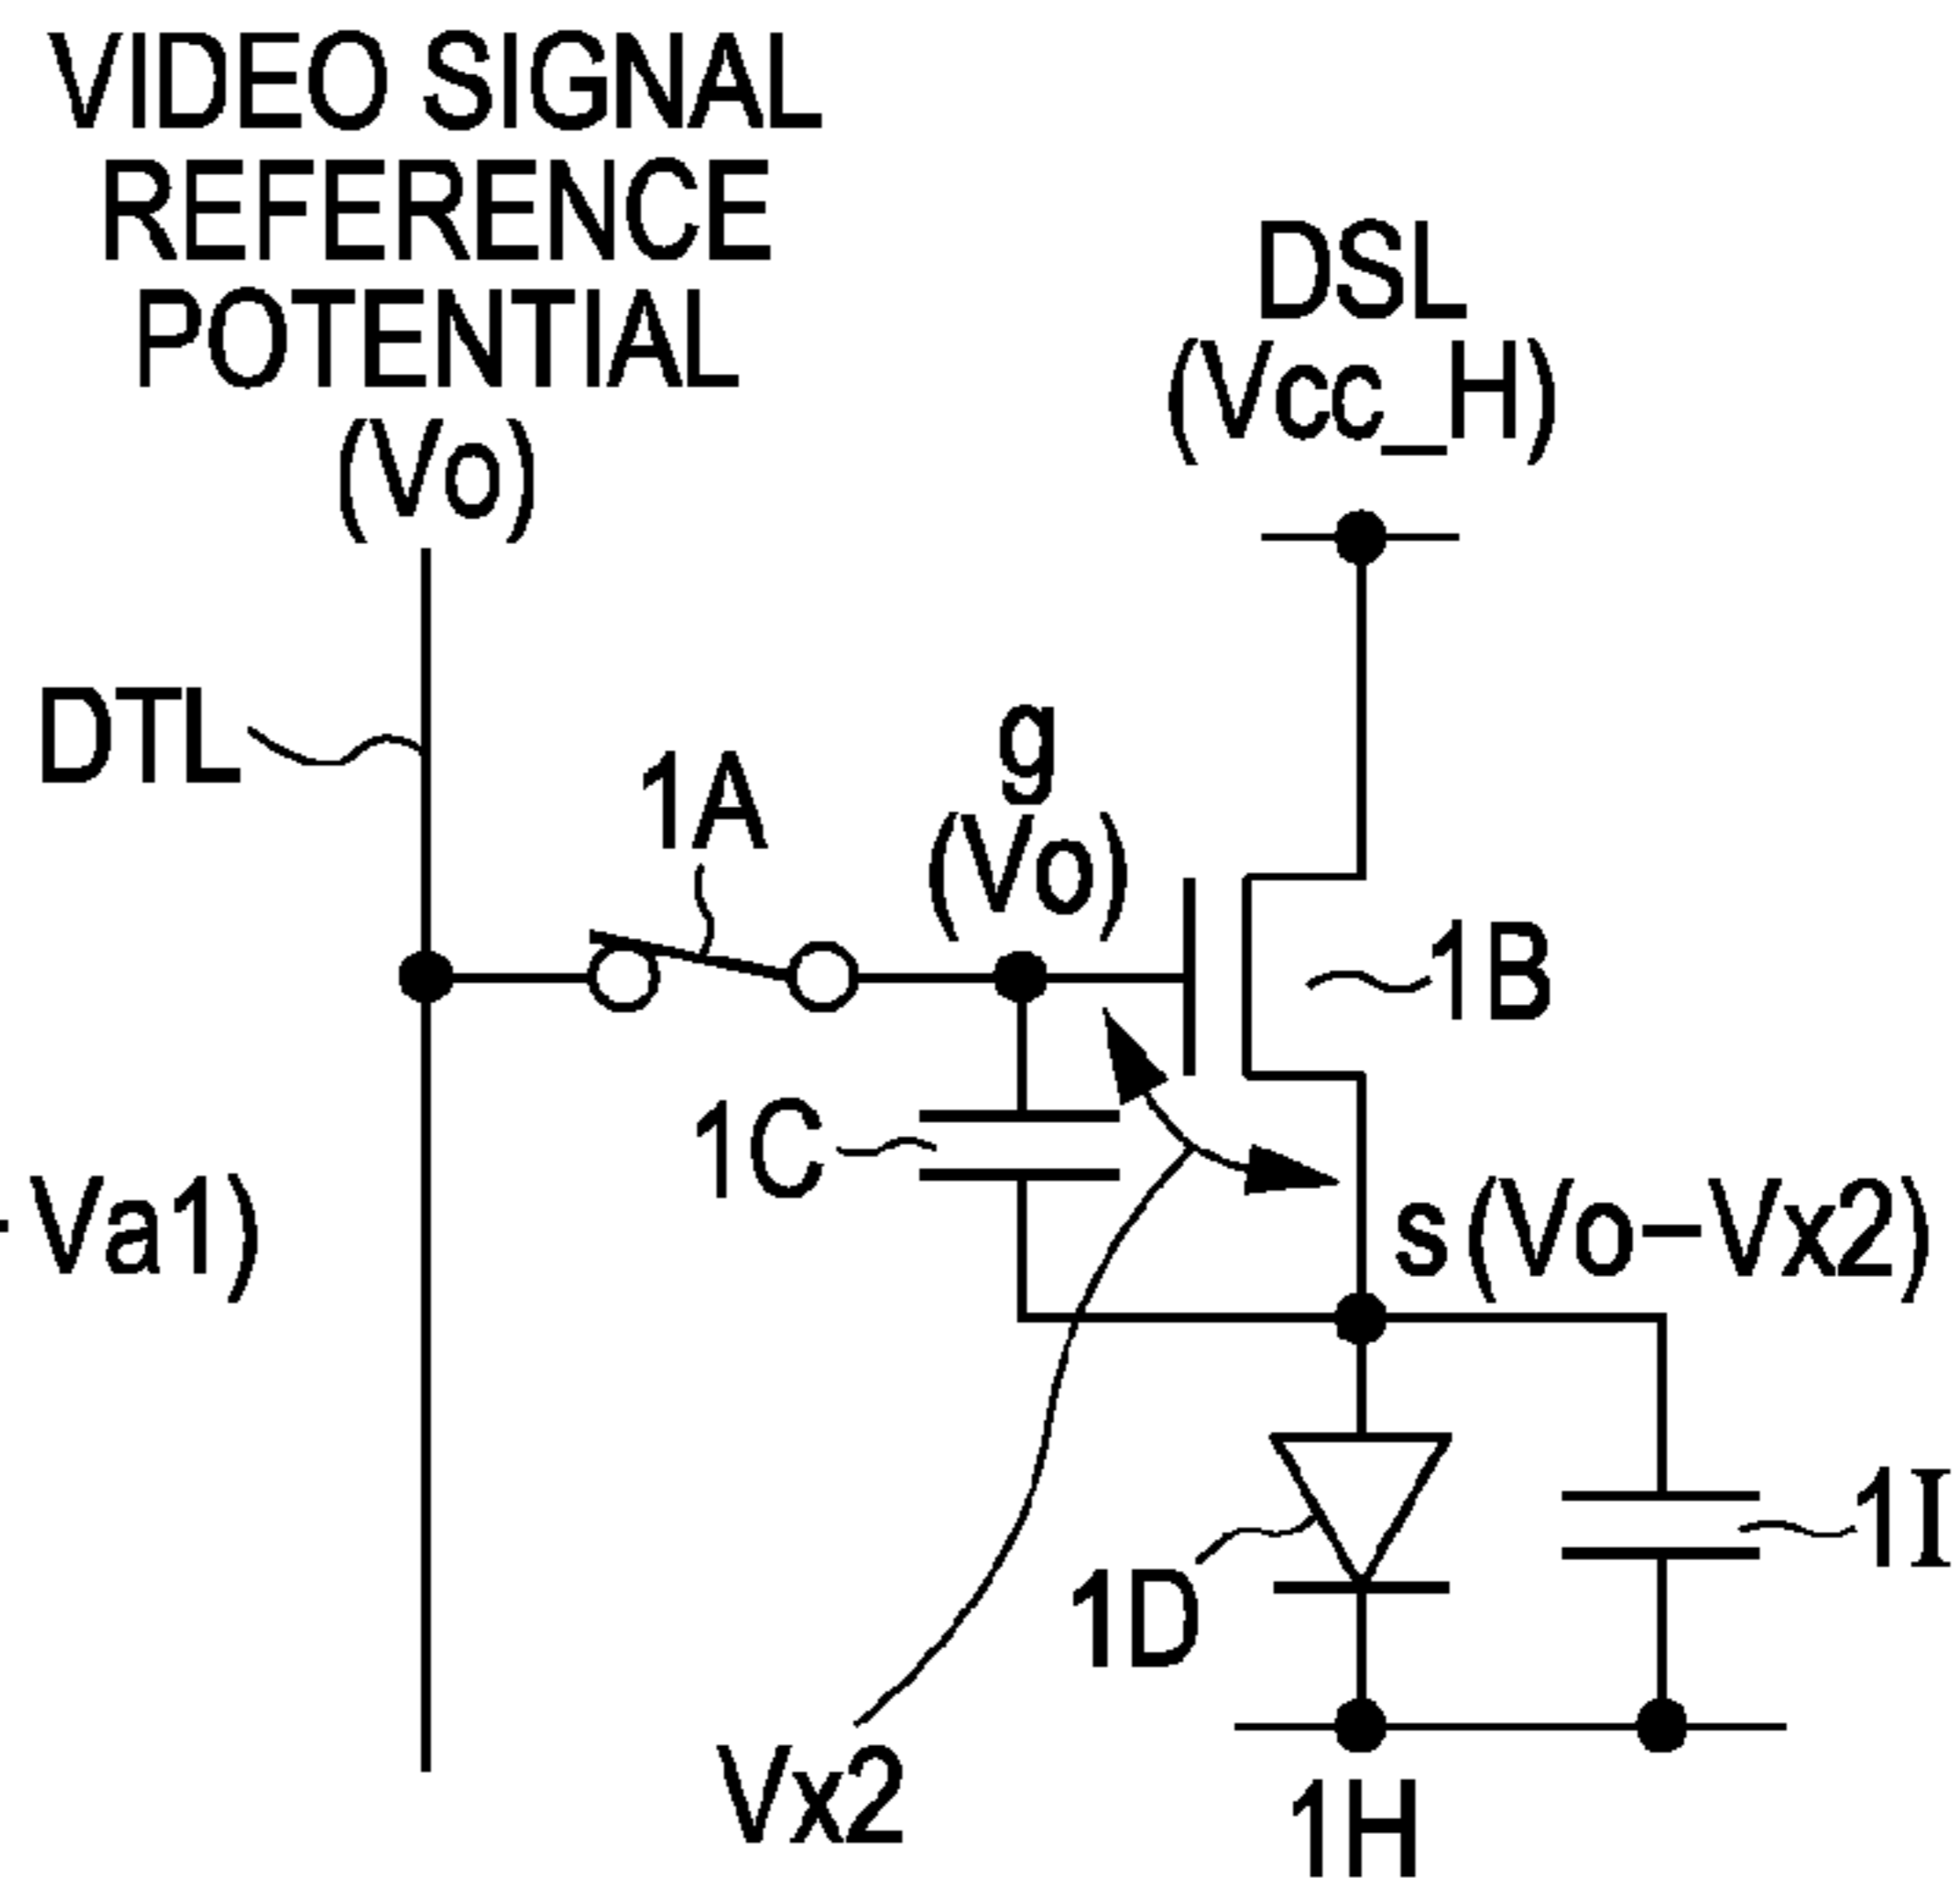 VIDEO SIGNAL
REFERENCE
POTENTIAL
(Vo)
DSL
(Vcc_H)
DTL
1A
g
(Vo)
1B
1C
-Va1)
s(Vo-Vx2)
1D
1I
Vx2
1H